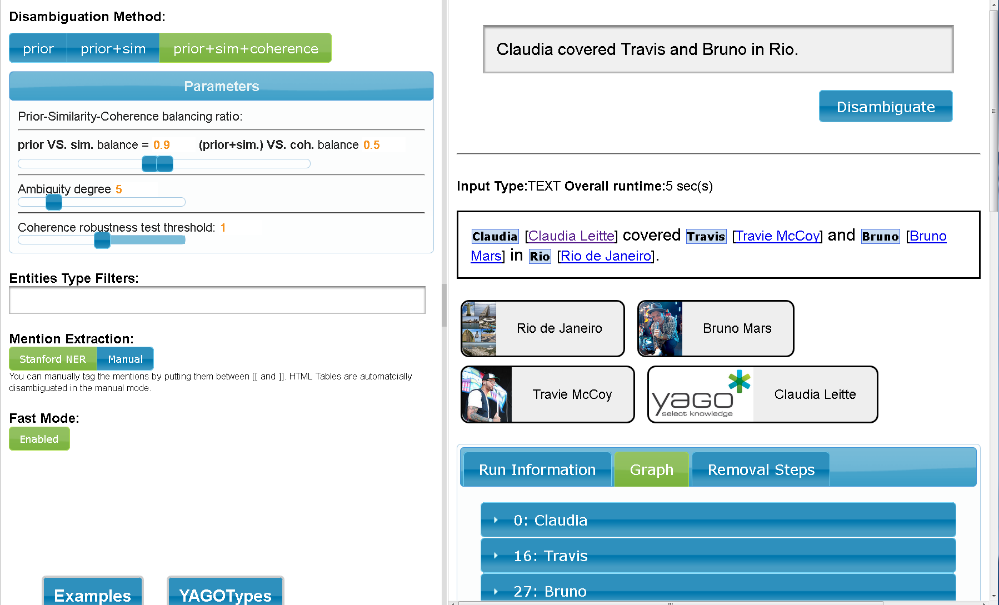 Disambiguation Method:
prior
prior+sim
prior+sim+coherence
Parameters
Prior-Similarity-Coherence balancing ratio:
prior VS. sim. balance = 0.9 (prior+sim.) VS. coh. balance 0.5
Ambiguity degree 5
Coherence robustness test threshold: 1
Entities Type Filters:
Mention Extraction:
Stanford NER
Manual
You can manually tag the mentions by putting them between [[ and ]]. HTML Tables are automatcially
disambiguated in the manual mode.
Fast Mode:
Enabled
Examples
YAGOTypes
Claudia covered Travis and Bruno in Rio.
Disambiguate
Input Type:TEXT Overall runtime:5 sec(s)
Claudia [Claudia Leitte] covered Travis [Travie McCoy] and Bruno [Bruno
Mars] in Rio [Rio de Janeiro].
Rio de Janeiro
Bruno Mars
Travie McCoy
yago
select knowledge
Claudia Leitte
Run Information
Graph
Removal Steps
0: Claudia
16: Travis
27: Bruno